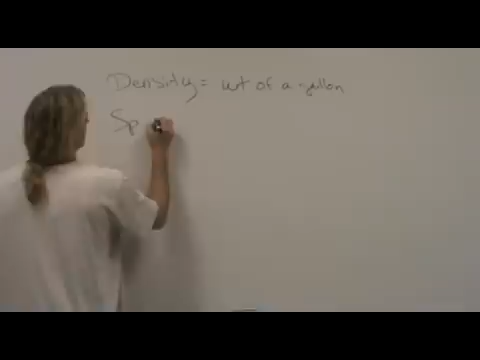 Density = wt of a gallon
Sp